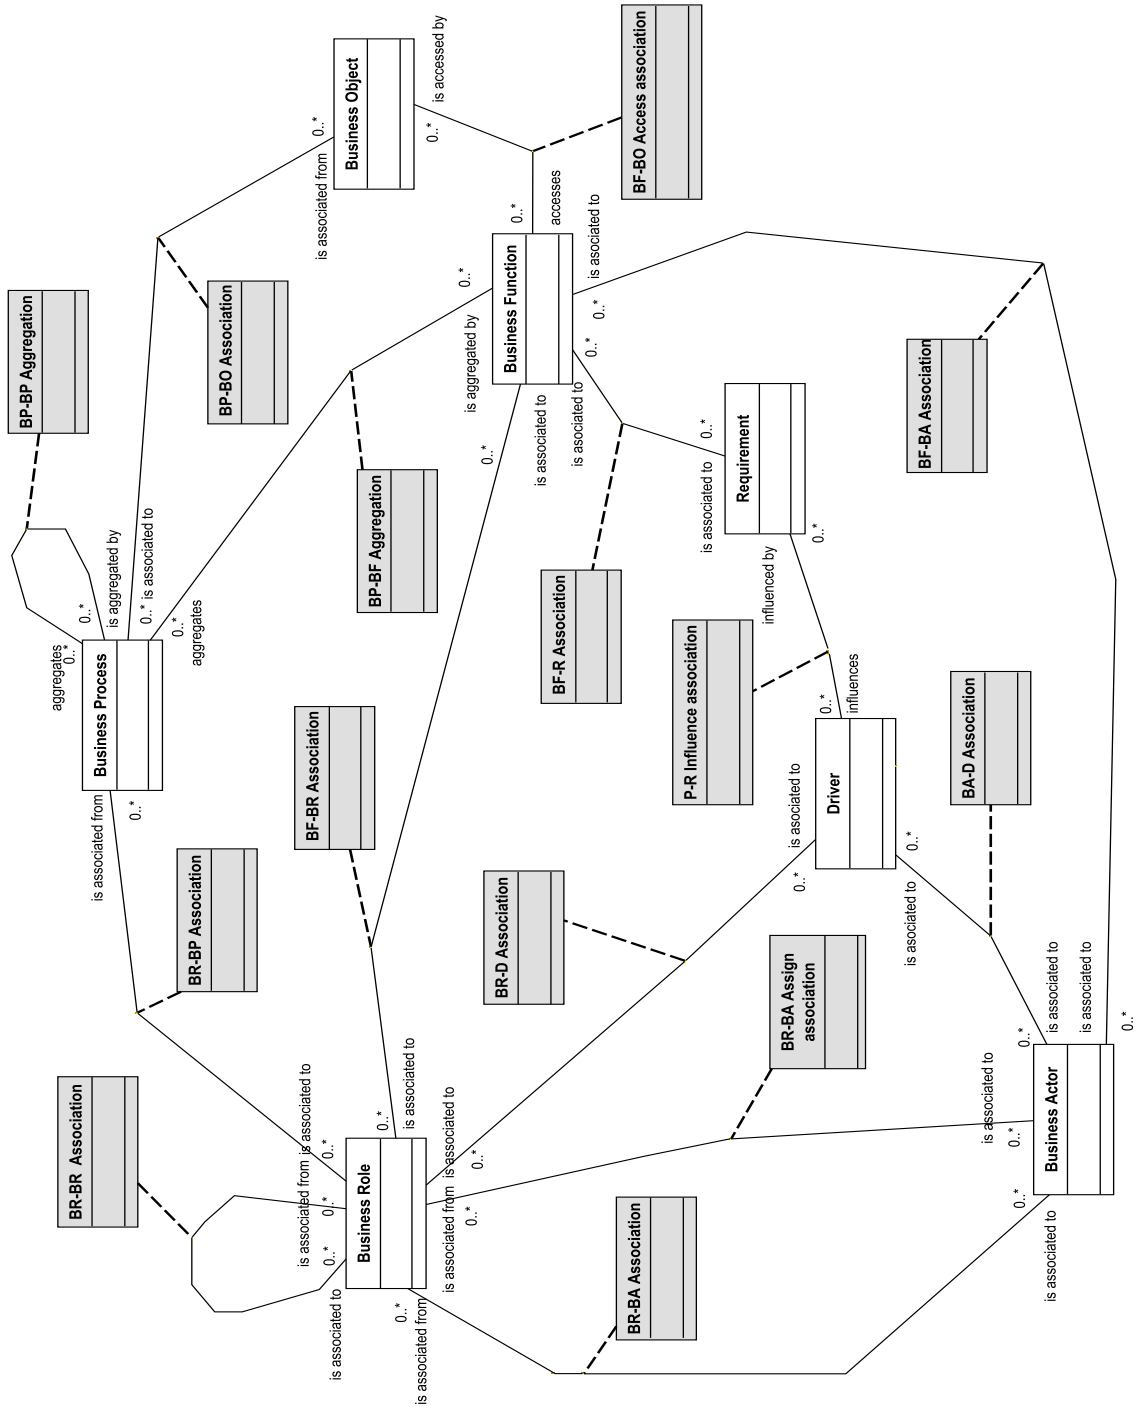 BP-BP Aggregation
aggregates
0..*
BR-BR  Association
0..*
is associated from
Business Process
is aggregated by
0..*
0..* is associated to
0..*
BR-BP Association
aggregates
BP-BO Association
is associated from
is associated to
BF-BR Association
0..*
is associated from
0..*
0..*
0..*
is associated to
Business Object
Business Role
BP-BF Aggregation
0..*
0..*
is associated to
is associated from
0..*
is accessed by
is associated from
is associated to
0..*
0..*
is aggregated by
0..*
0..*
BR-D Association
Business Function
0..*
is associated to
accesses
BF-R Association
is asociated to
0..*
is asociated to
0..*
BR-BA Association
BF-BO Access association
P-R Influence association
is associated to
0..*
Requirement
influenced by
BR-BA Assign
association
is asociated to
0..*
0..*
0..*
Driver
influences
is asociated to
0..*
BF-BA Association
BA-D Association
is associated to
0..*
0..*
0..*
is associated to
Business Actor
is associated to
is associated to
0..*